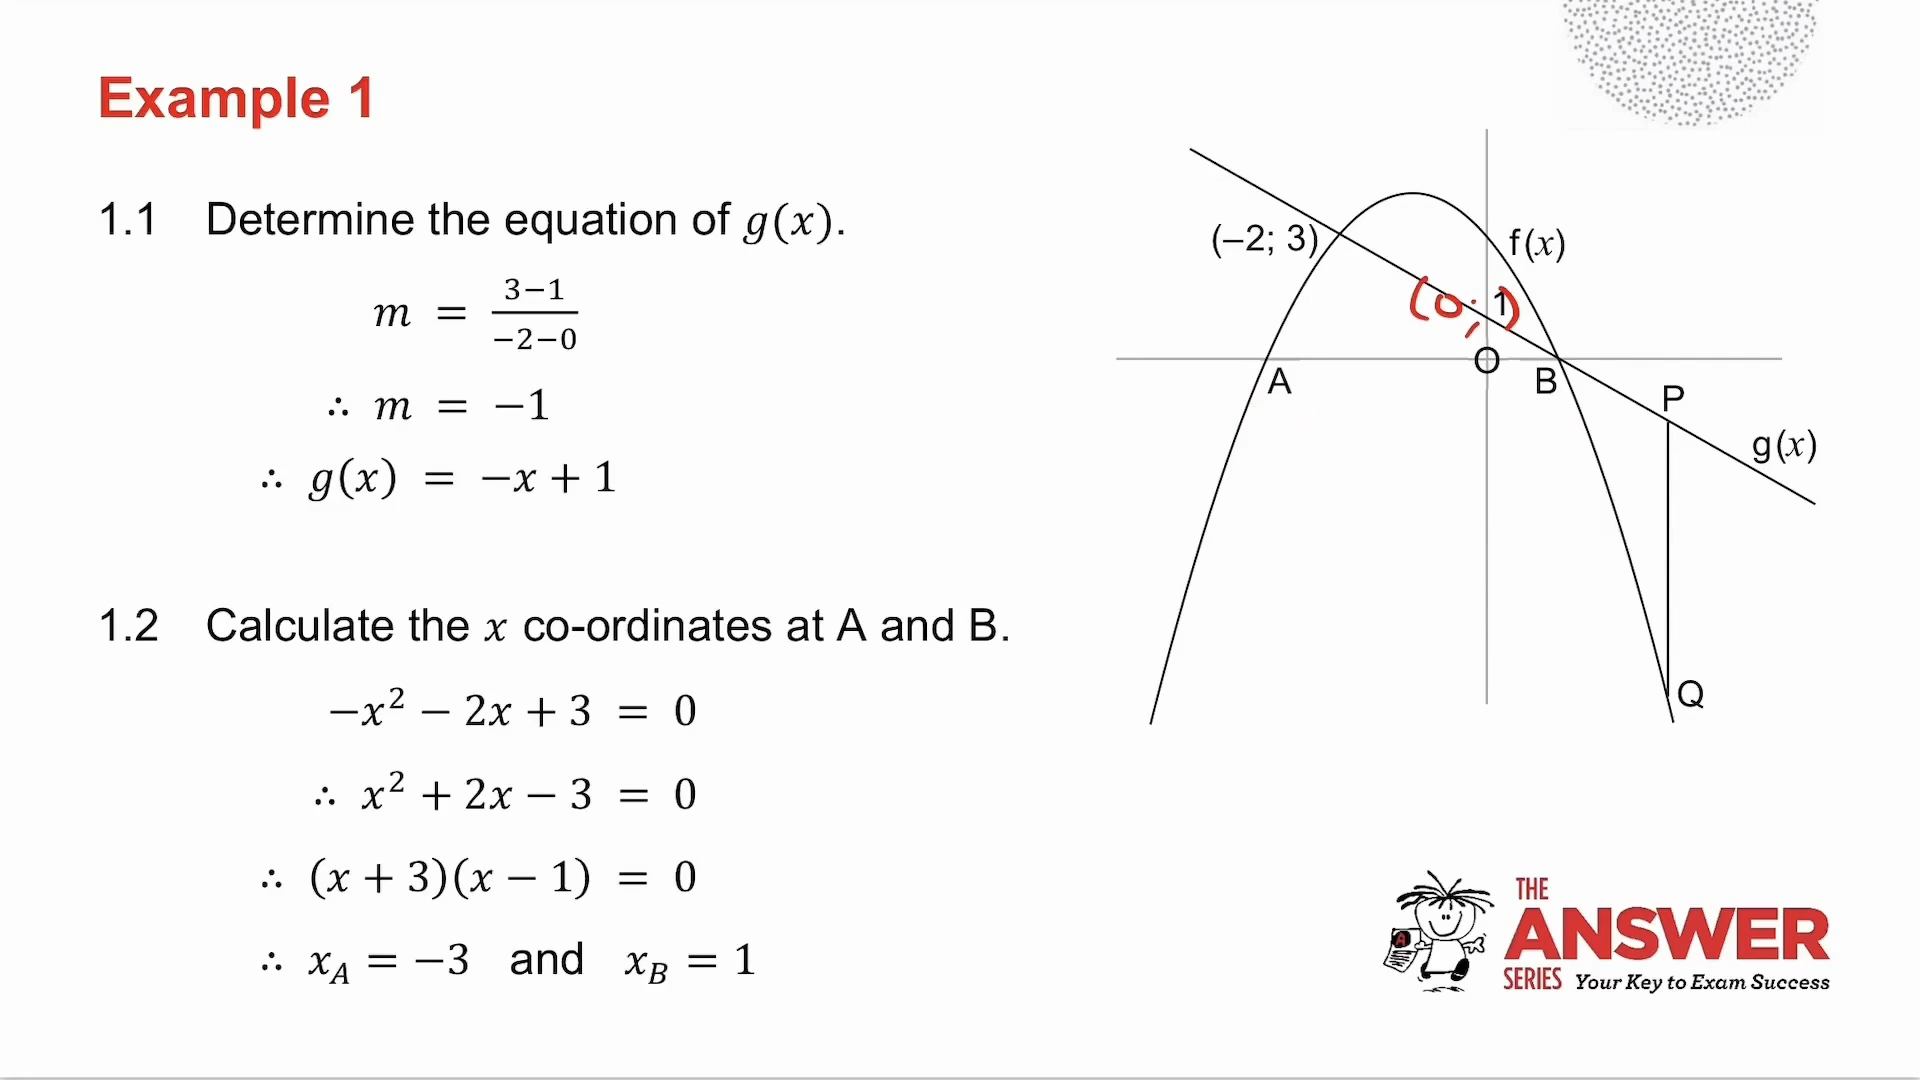 Example 1
1.1 Determine the equation of g(x).
m = \frac{3−1}{−2−0}
∴ m = −1
∴ g(x) = −x + 1
1.2 Calculate the x co-ordinates at A and B.
−x² − 2x + 3 = 0
∴ x² + 2x − 3 = 0
∴ (x + 3)(x − 1) = 0
∴ x_A = −3 and x_B = 1
(–2; 3)
f(x)
(0; 1)
O
A
B
P
g(x)
Q
A
THE
ANSWER
SERIES Your Key to Exam Success